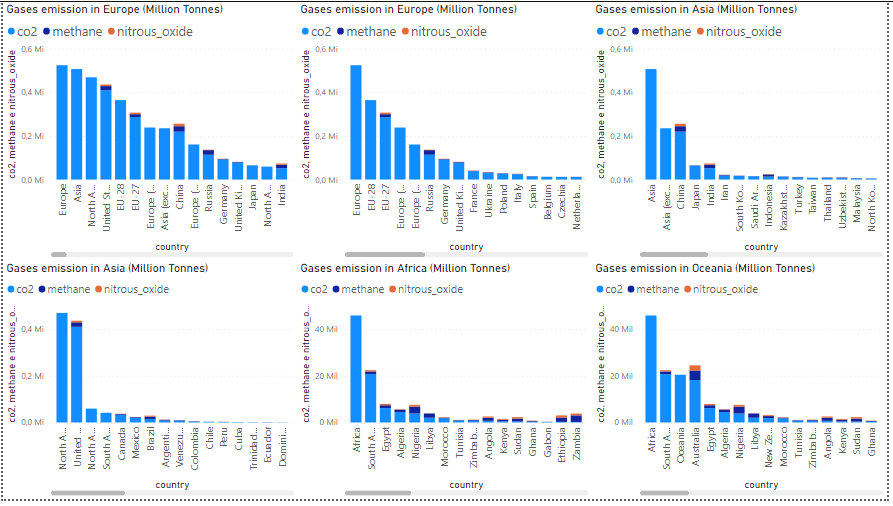 Gases emission in Europe (Million Tonnes)
co2 methane nitrous_oxide
co2, methane e nitrous_oxide
0,6 Mi
0,4 Mi
0,2 Mi
0,0 Mi
Europe
Asia
North A...
United St...
EU-28
EU-27
Europe (...
Asia (exc...
China
Europe (...
Russia
Germany
United Ki...
Japan
North A...
India
country
Gases emission in Europe (Million Tonnes)
co2 methane nitrous_oxide
co2, methane e nitrous_oxide
0,6 Mi
0,4 Mi
0,2 Mi
0,0 Mi
Europe
EU-28
EU-27
Europe (...
Europe (...
Russia
Germany
United Ki...
France
Ukraine
Poland
Italy
Spain
Belgium
Czechia
Netherla...
country
Gases emission in Asia (Million Tonnes)
co2 methane nitrous_oxide
co2, methane e nitrous_oxide
0,6 Mi
0,4 Mi
0,2 Mi
0,0 Mi
Asia
Asia (exc...
China
Japan
India
Iran
South Ko...
Saudi Ar...
Indonesia
Kazakhst...
Turkey
Taiwan
Thailand
Uzbekist...
Malaysia
North Ko...
country
Gases emission in Asia (Million Tonnes)
co2 methane nitrous_oxide
co2, methane e nitrous_o...
0,4 Mi
0,2 Mi
0,0 Mi
North A...
United ...
North A...
South A...
Canada
Mexico
Brazil
Argenti...
Venezu...
Colombia
Chile
Peru
Cuba
Trinidad...
Ecuador
Domini...
country
Gases emission in Africa (Million Tonnes)
co2 methane nitrous_oxide
co2, methane e nitrous_o...
40 Mil
20 Mil
0 Mil
Africa
South A...
Egypt
Algeria
Nigeria
Libya
Morocco
Tunisia
Zimbab...
Angola
Kenya
Sudan
Ghana
Gabon
Ethiopia
Zambia
country
Gases emission in Oceania (Million Tonnes)
co2 methane nitrous_oxide
co2, methane e nitrous_o...
40 Mil
20 Mil
0 Mil
Africa
South A...
Oceania
Australia
Egypt
Algeria
Nigeria
Libya
New Ze...
Morocco
Tunisia
Zimbab...
Angola
Kenya
Sudan
Ghana
country